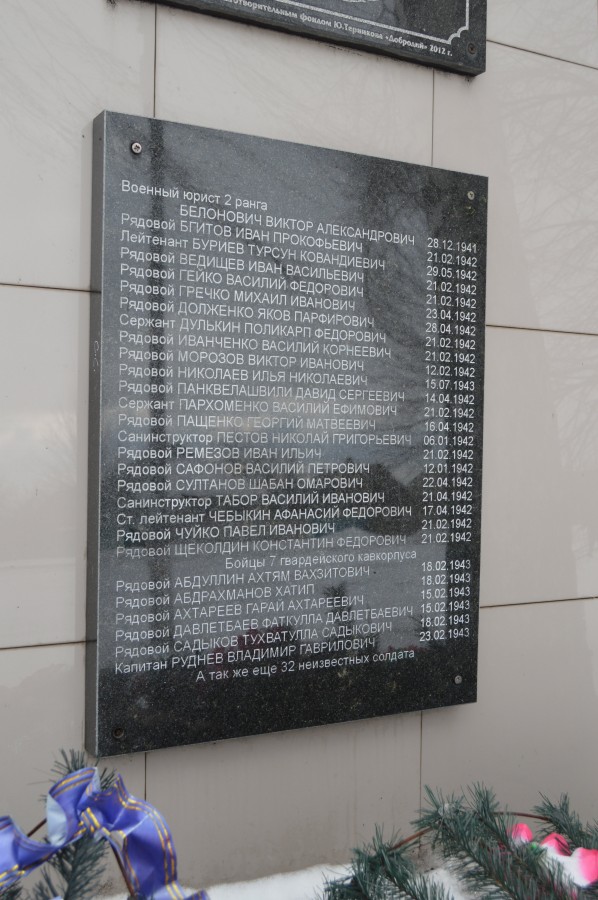 фондом «Добродий» 2012 г.
Военный юрист 2 ранга
БЕЛОНОВИЧ ВИКТОР АЛЕКСАНДРОВИЧ 28.12.1941
Рядовой БГИТОВ ИВАН ПРОКОФЬЕВИЧ 21.02.1942
Лейтенант БУРИЕВ ТУРСУН КОВАНДИЕВИЧ 29.05.1942
Рядовой ВЕДИЩЕВ ИВАН ВАСИЛЬЕВИЧ 21.02.1942
Рядовой ГЕЙКО ВАСИЛИЙ ФЕДОРОВИЧ 21.02.1942
Рядовой ГРЕЧКО МИХАИЛ ИВАНОВИЧ 23.04.1942
Рядовой ДОЛЖЕНКО ЯКОВ ПАРФИРОВИЧ 28.04.1942
Сержант ДУЛЬКИН ПОЛИКАРП ФЕДОРОВИЧ 21.02.1942
Рядовой ИВАНЧЕНКО ВАСИЛИЙ КОРНЕЕВИЧ 21.02.1942
Рядовой МОРОЗОВ ВИКТОР ИВАНОВИЧ 12.02.1942
Рядовой НИКОЛАЕВ ИЛЬЯ НИКОЛАЕВИЧ 15.07.1943
Рядовой ПАНКВЕЛАШВИЛИ ДАВИД СЕРГЕЕВИЧ 14.04.1942
Сержант ПАРХОМЕНКО ВАСИЛИЙ ЕФИМОВИЧ 21.02.1942
Рядовой ПАЩЕНКО ГЕОРГИЙ МАТВЕЕВИЧ 16.04.1942
Санинструктор ПЕСТОВ НИКОЛАЙ ГРИГОРЬЕВИЧ 06.01.1942
Рядовой РЕМЕЗОВ ИВАН ИЛЬИЧ 21.02.1942
Рядовой САФОНОВ ВАСИЛИЙ ПЕТРОВИЧ 12.01.1942
Рядовой СУЛТАНОВ ШАБАН ОМАРОВИЧ 22.04.1942
Санинструктор ТАБОР ВАСИЛИЙ ИВАНОВИЧ 21.04.1942
Ст. лейтенант ЧЕБЫКИН АФАНАСИЙ ФЕДОРОВИЧ 17.04.1942
Рядовой ЧУЙКО ПАВЕЛ ИВАНОВИЧ 21.02.1942
Рядовой ЩЕКОЛДИН КОНСТАНТИН ФЕДОРОВИЧ 21.02.1942
Бойцы 7 гвардейского кавкорпуса
Рядовой АБДУЛЛИН АХТЯМ ВАХЗИТОВИЧ 18.02.1943
Рядовой АБДРАХМАНОВ ХАТИП 18.02.1943
Рядовой АХТАРЕЕВ ГАРАЙ АХТАРЕЕВИЧ 15.02.1943
Рядовой ДАВЛЕТБАЕВ ФАТКУЛЛА ДАВЛЕТБАЕВИЧ 15.02.1943
Рядовой САДЫКОВ ТУХВАТУЛЛА САДЫКОВИЧ 18.02.1943
Капитан РУДНЕВ ВЛАДИМИР ГАВРИЛОВИЧ 23.02.1943
А так же еще 32 неизвестных солдата